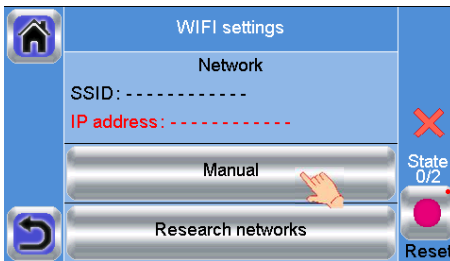 WIFI settings
Network
SSID: - - - - - - - - - - - -
IP address: - - - - - - - - - - - -
Manual
State
0/2
Research networks
Reset